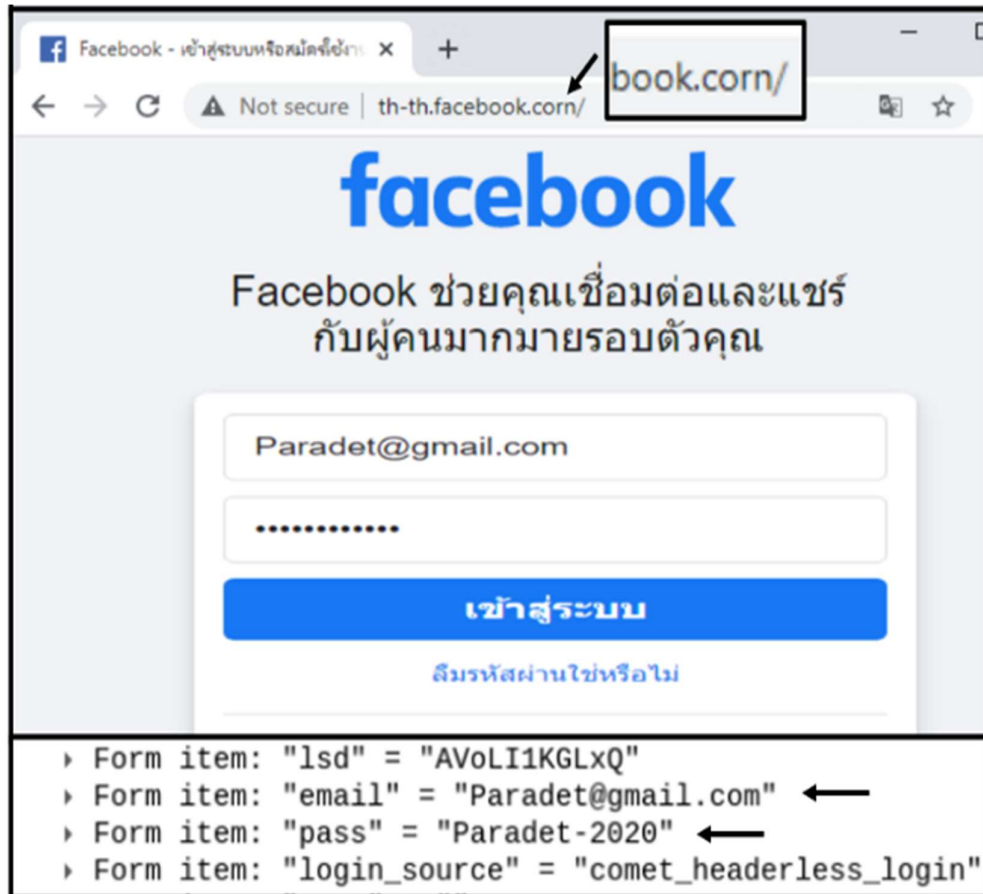 Facebook - เข้าสู่ระบบหรือสมัครใช้งาน
Not secure | th-th.facebook.corn/
book.corn/
facebook
Facebook ช่วยคุณเชื่อมต่อและแชร์
กับผู้คนมากมายรอบตัวคุณ
Paradet@gmail.com
••••••••••••
เข้าสู่ระบบ
ลืมรหัสผ่านใช่หรือไม่
Form item: "lsd" = "AVoLI1KGLxQ"
Form item: "email" = "Paradet@gmail.com"
Form item: "pass" = "Paradet-2020"
Form item: "login_source" = "comet_headerless_login"